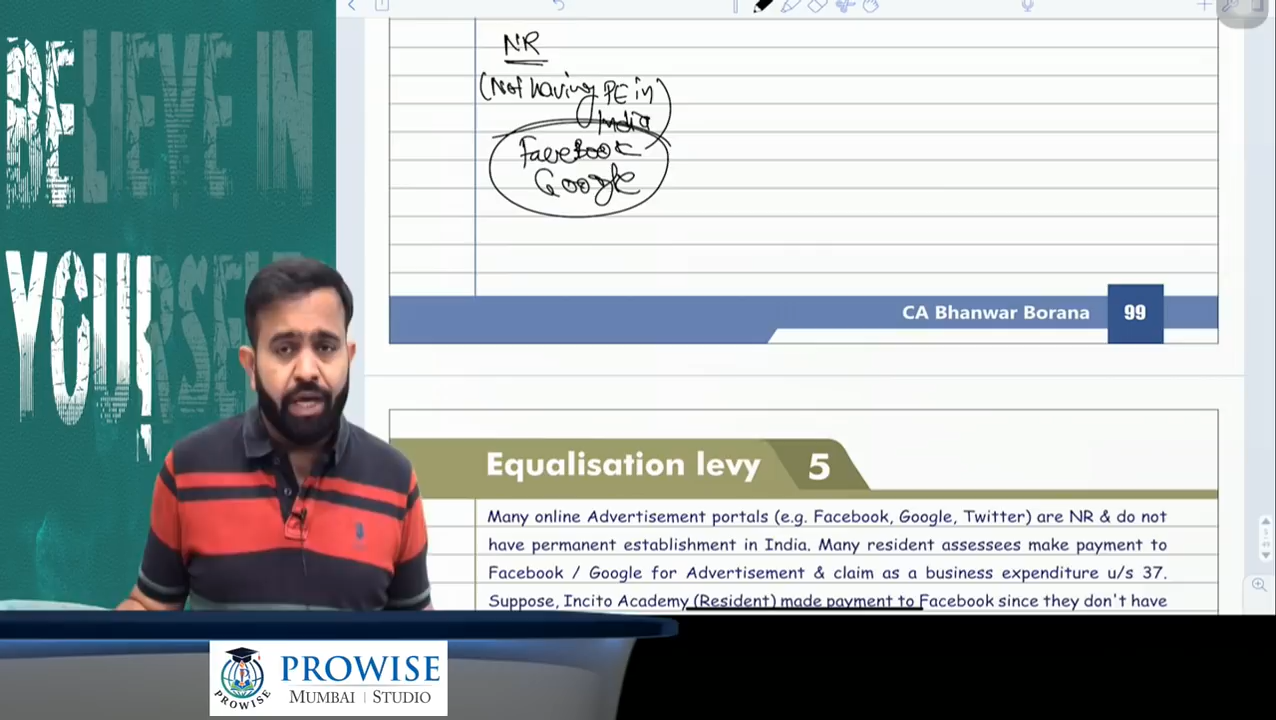 BELIEVE IN
YOURSELF
!
NR
(Not having PE in
India)
Facebook
Google
CA Bhanwar Borana 99
Equalisation levy 5
Many online Advertisement portals (e.g. Facebook, Google, Twitter) are NR & do not
have permanent establishment in India. Many resident assessees make payment to
Facebook / Google for Advertisement & claim as a business expenditure u/s 37.
Suppose, Incito Academy (Resident) made payment to Facebook since they don't have
PROWISE
PROWISE
MUMBAI | STUDIO